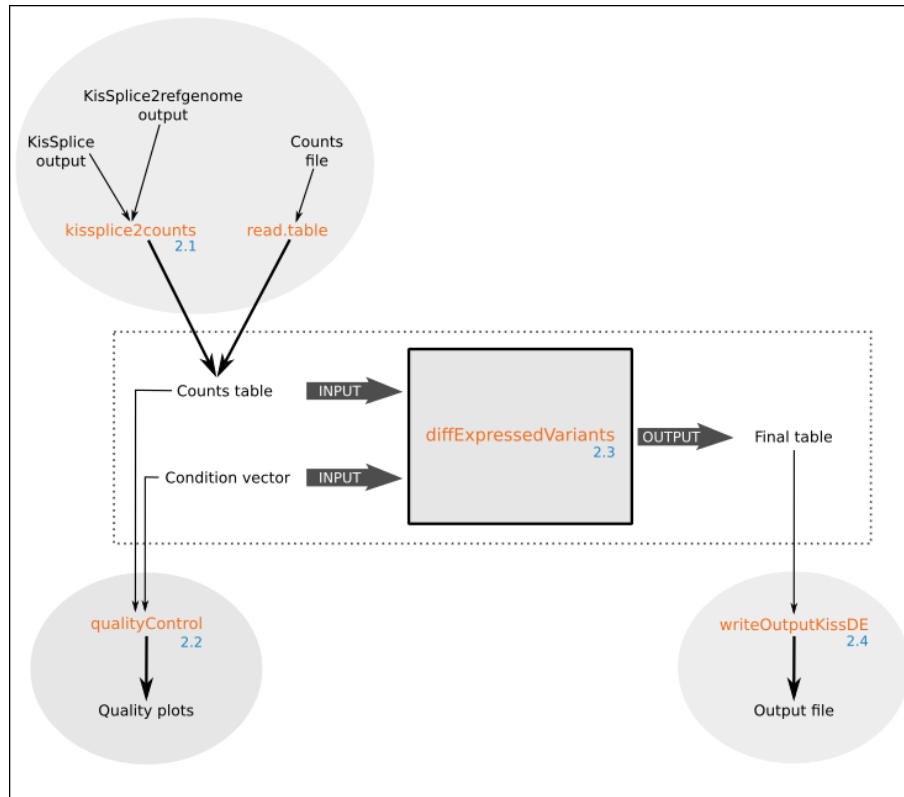 KisSplice2refgenome
output
KisSplice
output
Counts
file
kissplice2counts
2.1
read.table
Counts table
INPUT
diffExpressedVariants
2.3
OUTPUT
Final table
Condition vector
INPUT
qualityControl
2.2
writeOutputKissDE
2.4
Quality plots
Output file